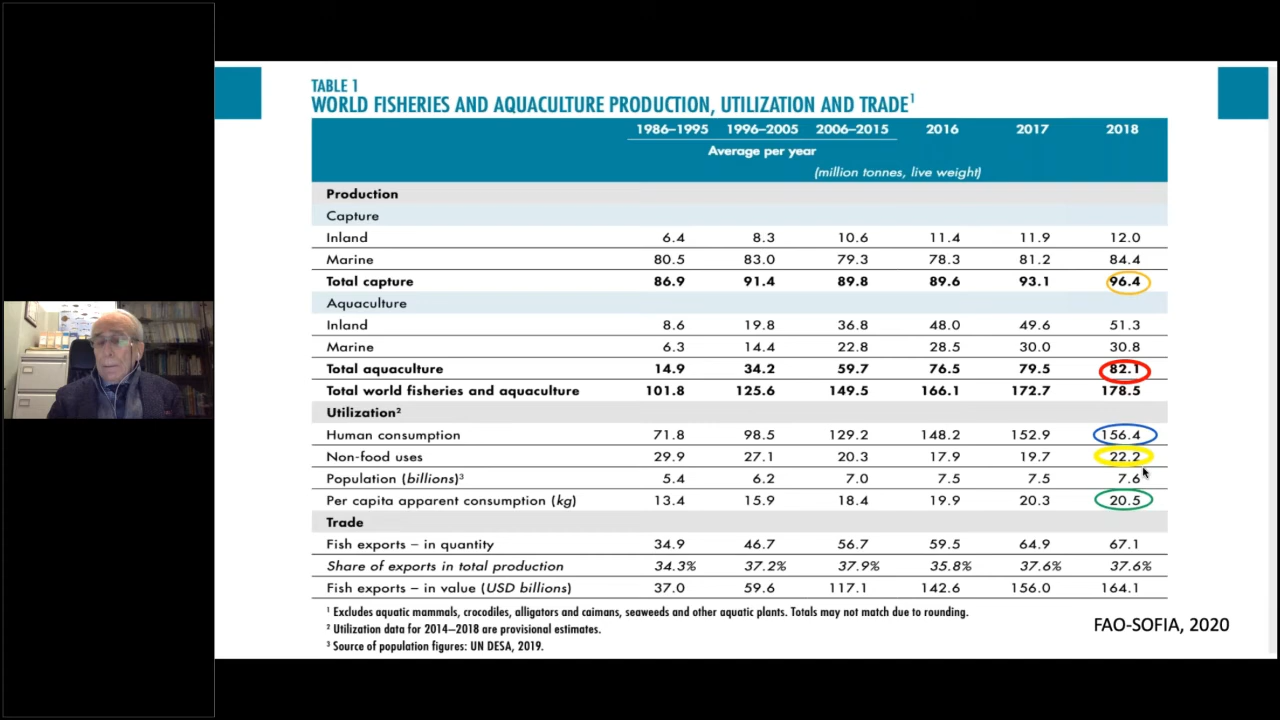 TABLE 1
WORLD FISHERIES AND AQUACULTURE PRODUCTION, UTILIZATION AND TRADE¹
1986–1995 1996–2005 2006–2015 2016 2017 2018
Average per year
(million tonnes, live weight)
Production
Capture
Inland 6.4 8.3 10.6 11.4 11.9 12.0
Marine 80.5 83.0 79.3 78.3 81.2 84.4
Total capture 86.9 91.4 89.8 89.6 93.1 96.4
Aquaculture
Inland 8.6 19.8 36.8 48.0 49.6 51.3
Marine 6.3 14.4 22.8 28.5 30.0 30.8
Total aquaculture 14.9 34.2 59.7 76.5 79.5 82.1
Total world fisheries and aquaculture 101.8 125.6 149.5 166.1 172.7 178.5
Utilization²
Human consumption 71.8 98.5 129.2 148.2 152.9 156.4
Non-food uses 29.9 27.1 20.3 17.9 19.7 22.2
Population (billions)³ 5.4 6.2 7.0 7.5 7.5 7.6
Per capita apparent consumption (kg) 13.4 15.9 18.4 19.9 20.3 20.5
Trade
Fish exports – in quantity 34.9 46.7 56.7 59.5 64.9 67.1
Share of exports in total production 34.3% 37.2% 37.9% 35.8% 37.6% 37.6%
Fish exports – in value (USD billions) 37.0 59.6 117.1 142.6 156.0 164.1
¹ Excludes aquatic mammals, crocodiles, alligators and caimans, seaweeds and other aquatic plants. Totals may not match due to rounding.
² Utilization data for 2014–2018 are provisional estimates.
³ Source of population figures: UN DESA, 2019.
FAO-SOFIA, 2020